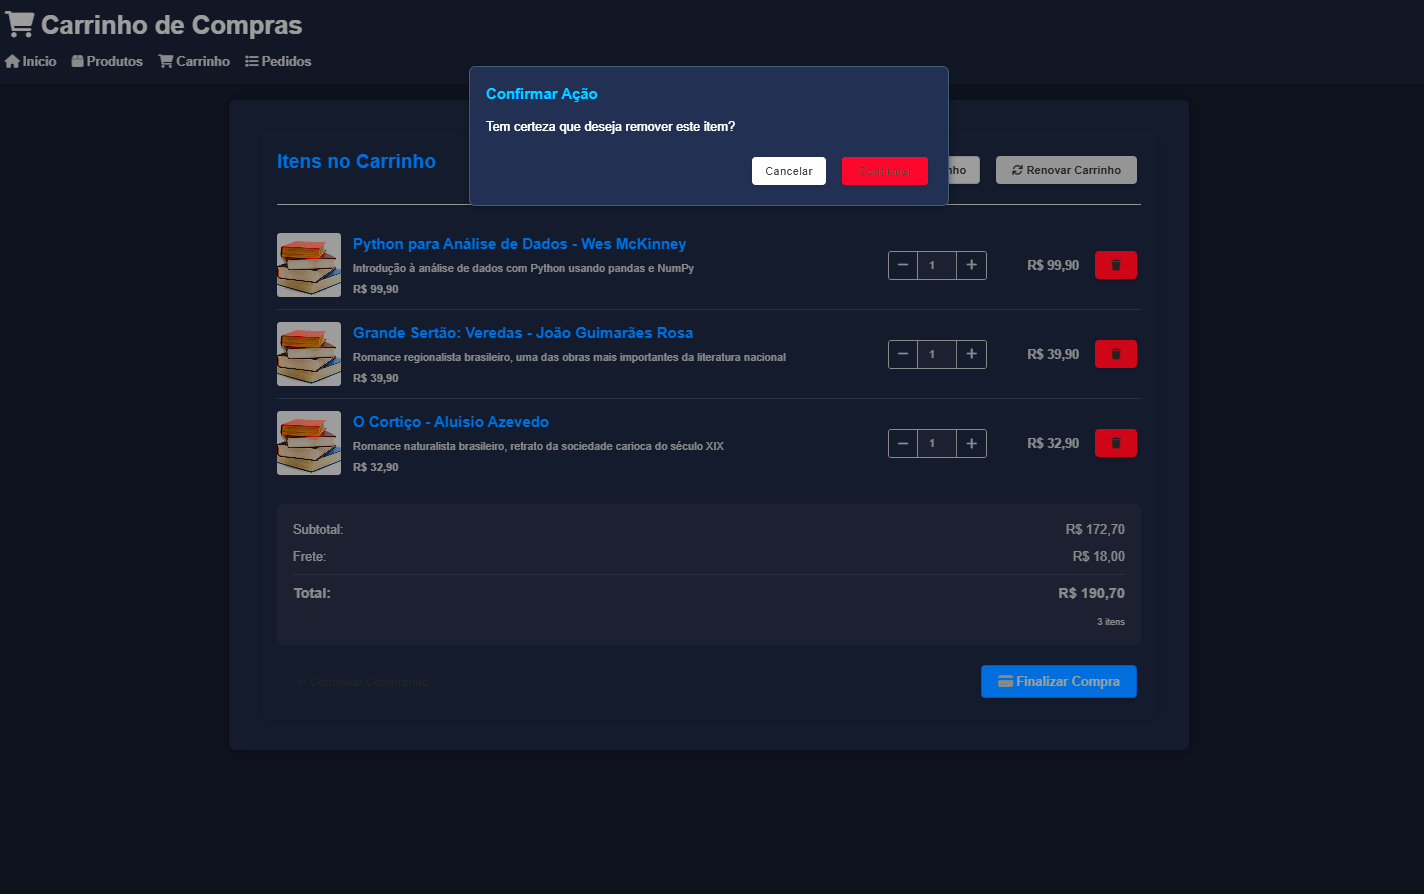 Carrinho de Compras
Início Produtos Carrinho Pedidos
Confirmar Ação
Tem certeza que deseja remover este item?
Cancelar Confirmar
Itens no Carrinho
Renovar Carrinho
Python para Análise de Dados - Wes McKinney
Introdução à análise de dados com Python usando pandas e NumPy
R$ 99,90
1
R$ 99,90
Grande Sertão: Veredas - João Guimarães Rosa
Romance regionalista brasileiro, uma das obras mais importantes da literatura nacional
R$ 39,90
1
R$ 39,90
O Cortiço - Aluísio Azevedo
Romance naturalista brasileiro, retrato da sociedade carioca do século XIX
R$ 32,90
1
R$ 32,90
Subtotal: R$ 172,70
Frete: R$ 18,00
Total: R$ 190,70
3 itens
Continuar Comprando
Finalizar Compra